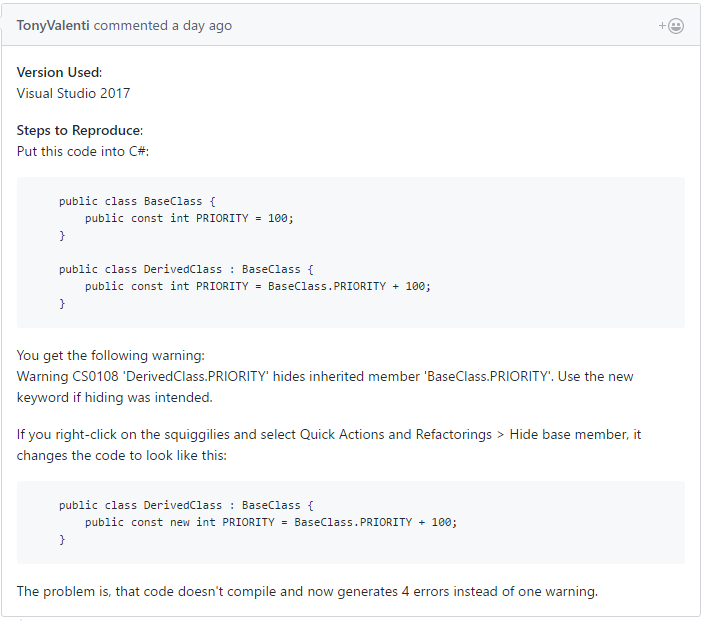 TonyValenti commented a day ago
Version Used:
Visual Studio 2017
Steps to Reproduce:
Put this code into C#:
public class BaseClass {
public const int PRIORITY = 100;
}
public class DerivedClass : BaseClass {
public const int PRIORITY = BaseClass.PRIORITY + 100;
}
You get the following warning:
Warning CS0108 'DerivedClass.PRIORITY' hides inherited member 'BaseClass.PRIORITY'. Use the new
keyword if hiding was intended.
If you right-click on the squiggilies and select Quick Actions and Refactorings > Hide base member, it
changes the code to look like this:
public class DerivedClass : BaseClass {
public const new int PRIORITY = BaseClass.PRIORITY + 100;
}
The problem is, that code doesn't compile and now generates 4 errors instead of one warning.